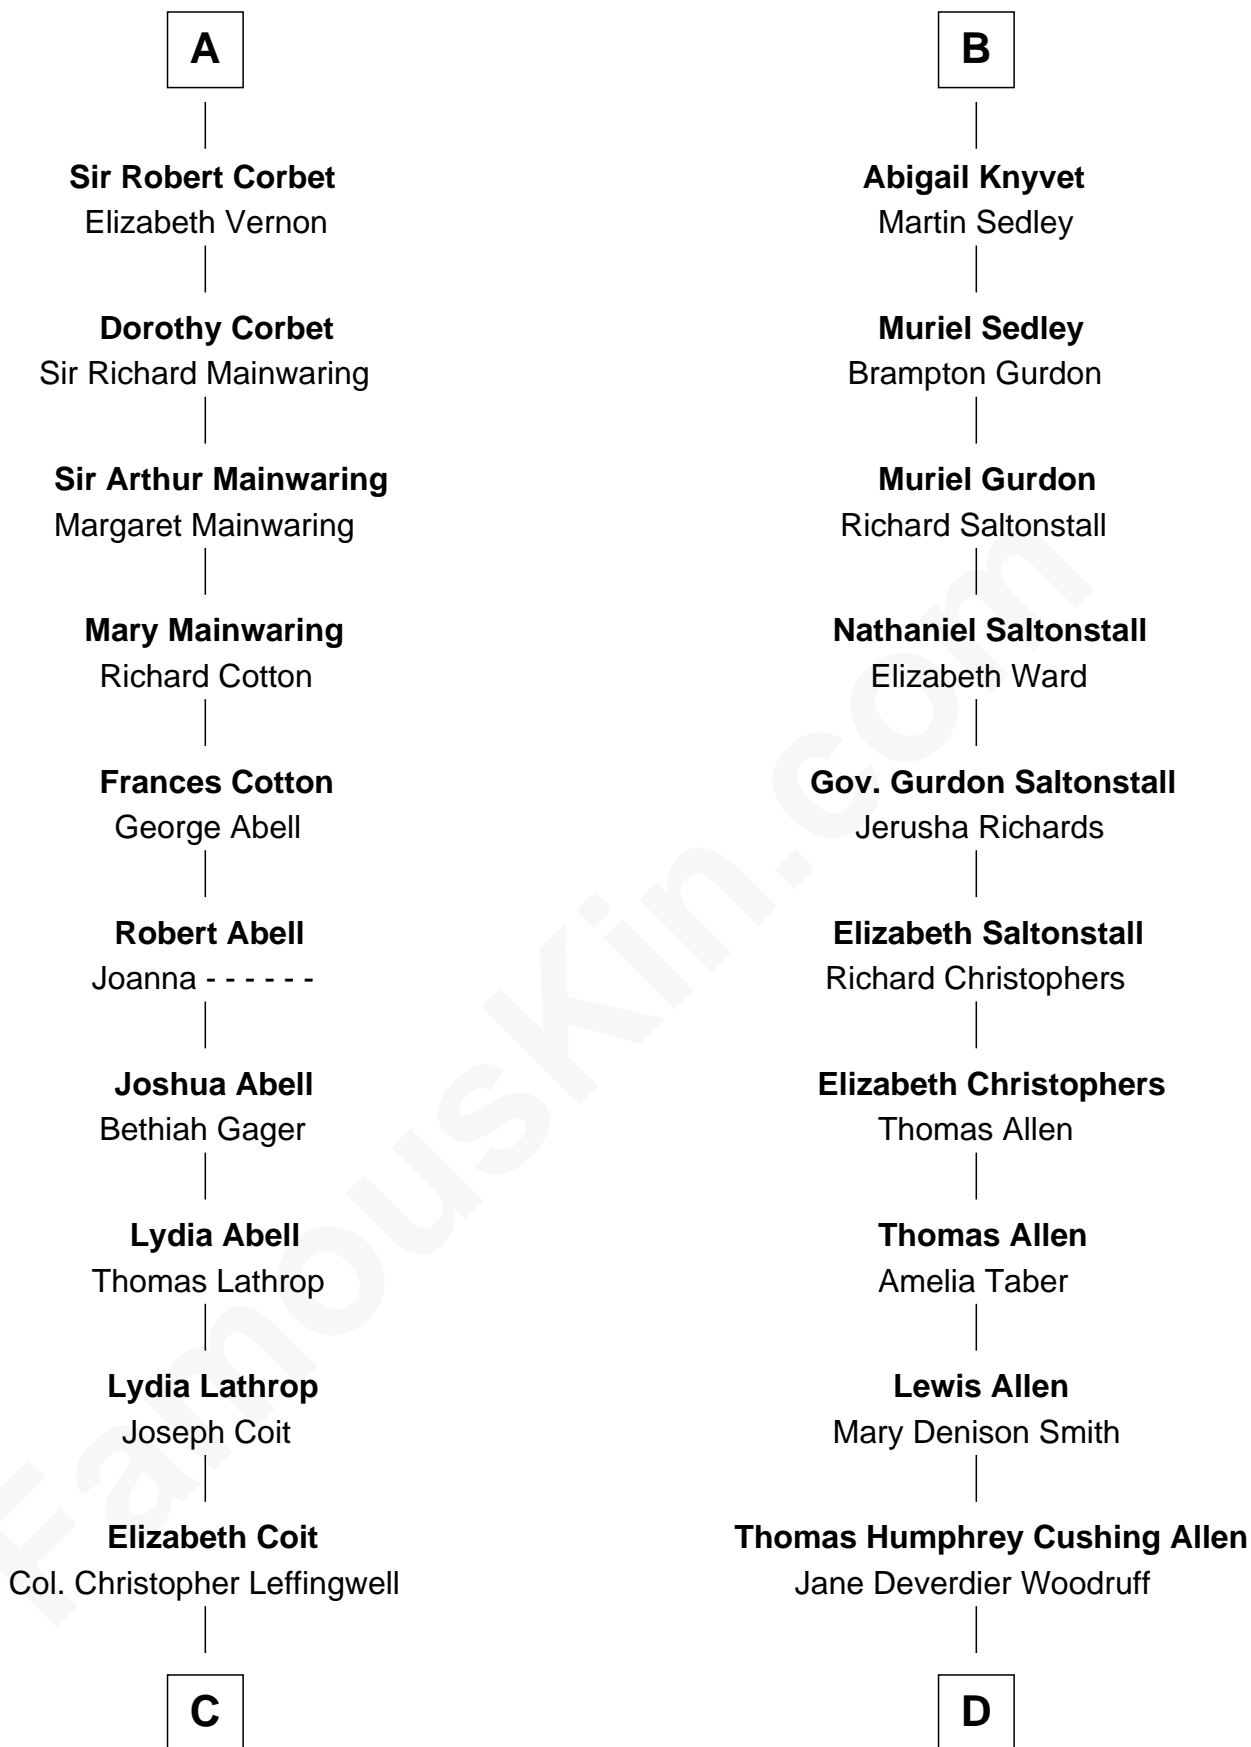 A
Sir Robert Corbet
Elizabeth Vernon
Dorothy Corbet
Sir Richard Mainwaring
Sir Arthur Mainwaring
Margaret Mainwaring
Mary Mainwaring
Richard Cotton
Frances Cotton
George Abell
Robert Abell
Joanna - - - - - -
Joshua Abell
Bethiah Gager
Lydia Abell
Thomas Lathrop
Lydia Lathrop
Joseph Coit
Elizabeth Coit
Col. Christopher Leffingwell
C
B
Abigail Knyvet
Martin Sedley
Muriel Sedley
Brampton Gurdon
Muriel Gurdon
Richard Saltonstall
Nathaniel Saltonstall
Elizabeth Ward
Gov. Gurdon Saltonstall
Jerusha Richards
Elizabeth Saltonstall
Richard Christophers
Elizabeth Christophers
Thomas Allen
Thomas Allen
Amelia Taber
Lewis Allen
Mary Denison Smith
Thomas Humphrey Cushing Allen
Jane Deverdier Woodruff
D
FamousKin.com